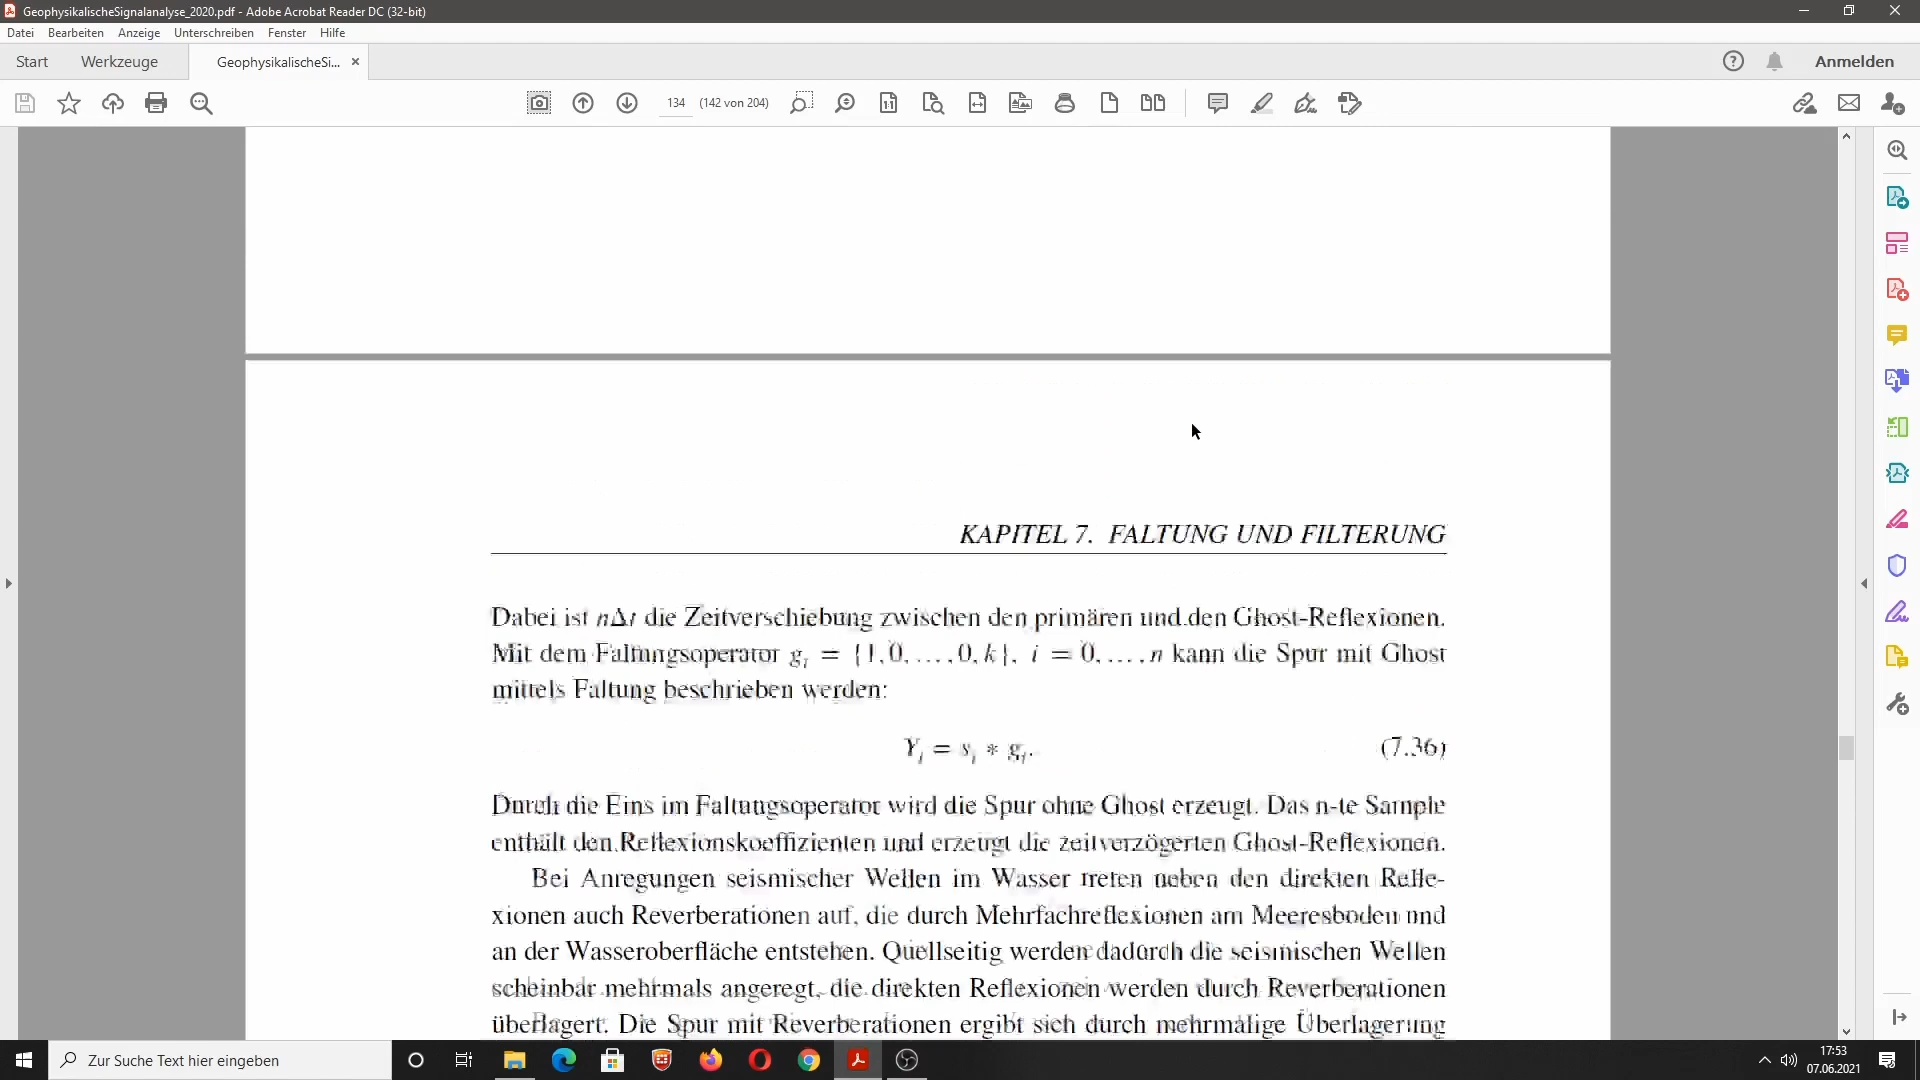 GeophysikalischeSignalanalyse_2020.pdf - Adobe Acrobat Reader DC (32-bit)
Datei Bearbeiten Anzeige Unterschreiben Fenster Hilfe
Start Werkzeuge GeophysikalischeSi... × Anmelden
134 (142 von 204)
KAPITEL 7. FALTUNG UND FILTERUNG
Dabei ist nΔt die Zeitverschiebung zwischen den primären und den Ghost-Reflexionen.
Mit dem Faltungsoperator gᵢ = {1, 0, …, 0, k}, i = 0, …, n kann die Spur mit Ghost
mittels Faltung beschrieben werden:
Yᵢ = sᵢ ∗ gᵢ. (7.36)
Durch die Eins im Faltungsoperator wird die Spur ohne Ghost erzeugt. Das n-te Sample
enthält den Reflexionskoeffizienten und erzeugt die zeitverzögerten Ghost-Reflexionen.
Bei Anregungen seismischer Wellen im Wasser treten neben den direkten Refle-
xionen auch Reverberationen auf, die durch Mehrfachreflexionen am Meeresboden und
an der Wasseroberfläche entstehen. Quellseitig werden dadurch die seismischen Wellen
scheinbar mehrmals angeregt, die direkten Reflexionen werden durch Reverberationen
überlagert. Die Spur mit Reverberationen ergibt sich durch mehrmalige Überlagerung
Zur Suche Text hier eingeben
17:53
07.06.2021